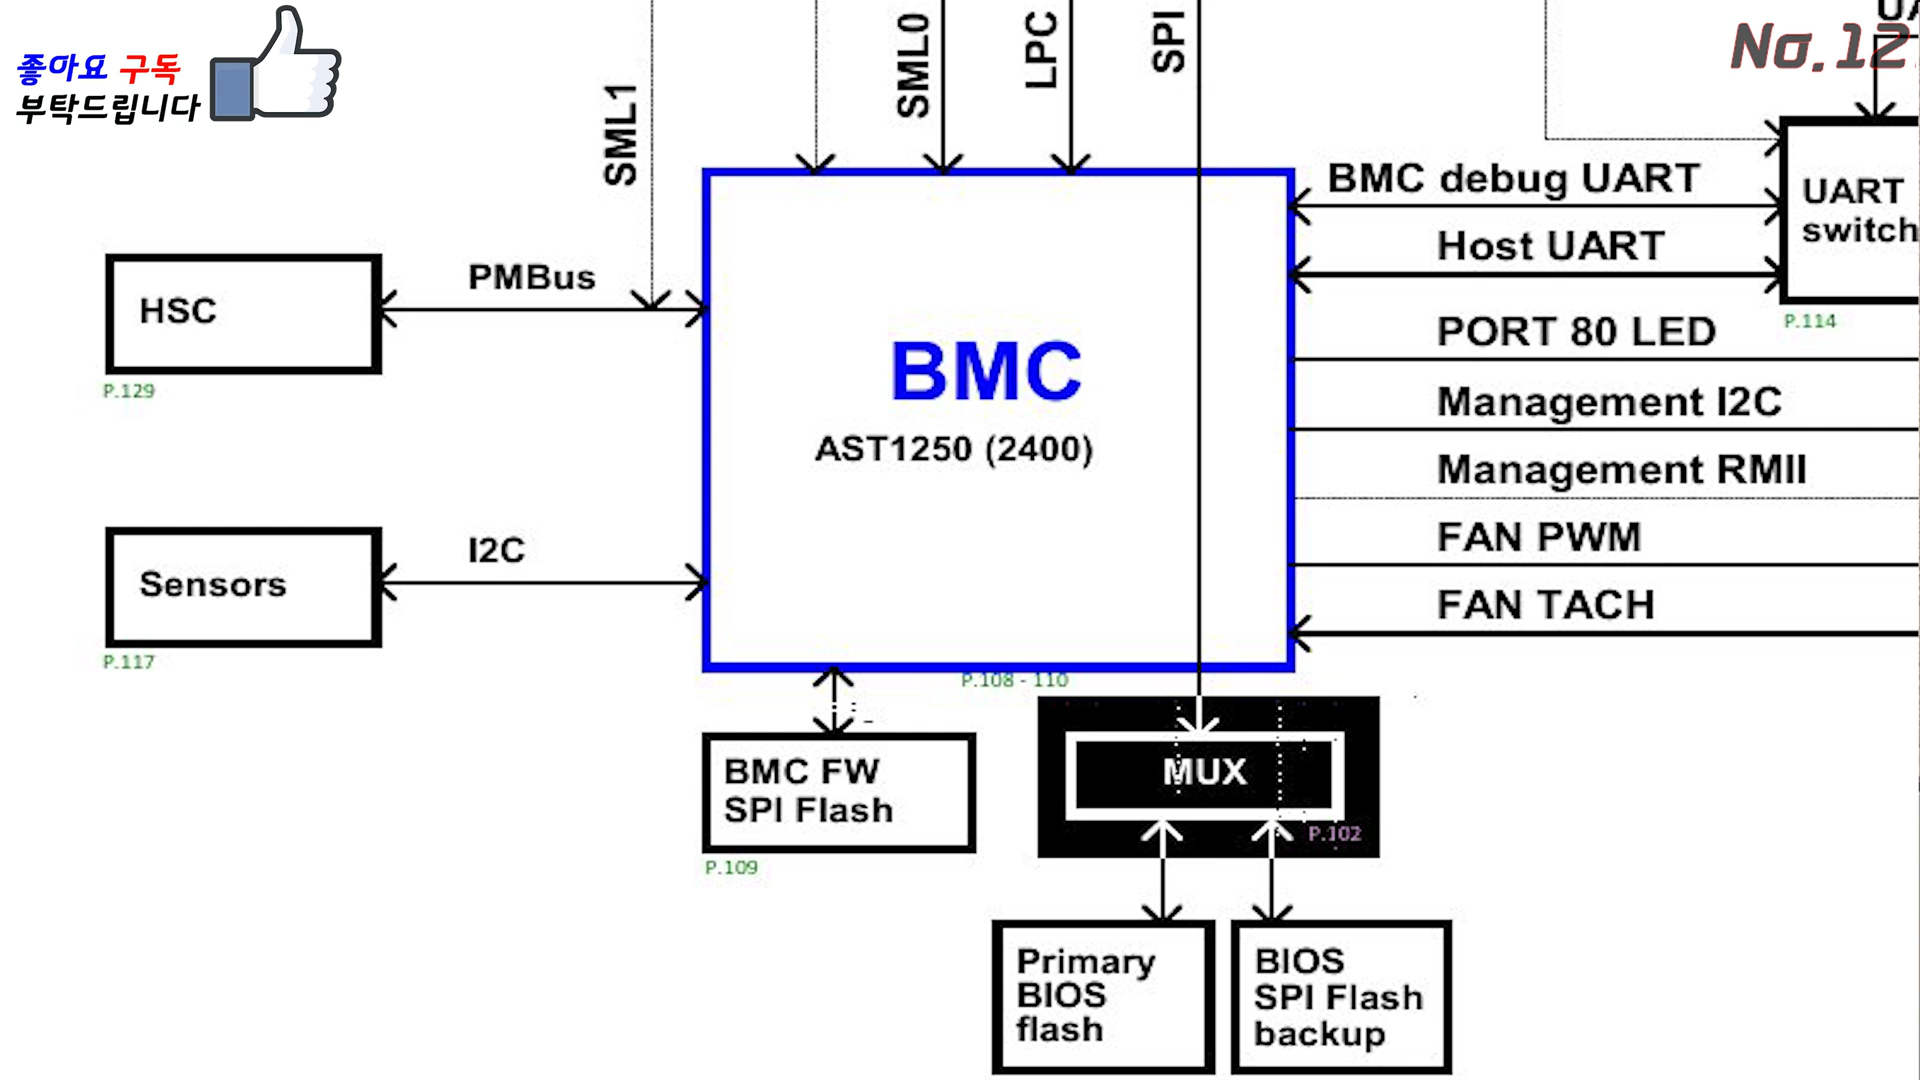 좋아요 구독
부탁드립니다
SML1
SML0
LPC
SPI
No.12
BMC debug UART
Host UART
UART
switch
P.114
PORT 80 LED
Management I2C
Management RMII
FAN PWM
FAN TACH
HSC
PMBus
P.129
BMC
AST1250 (2400)
Sensors
I2C
P.117
P.108 - 110
BMC FW
SPI Flash
P.109
MUX
P.102
Primary
BIOS
flash
BIOS
SPI Flash
backup